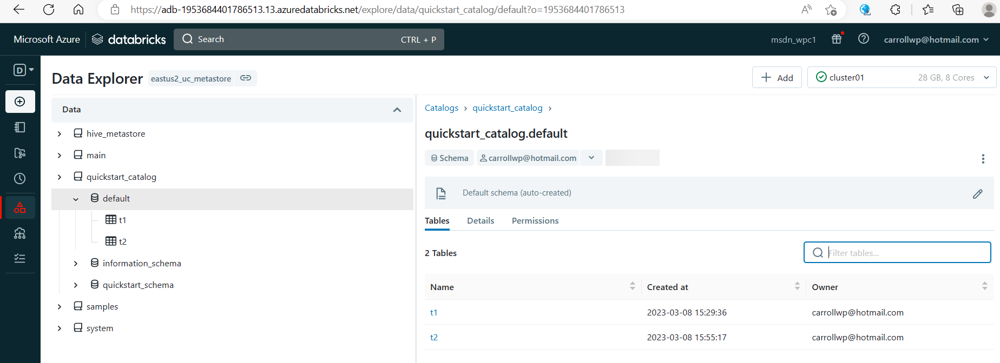 https://adb-1953684401786513.13.azuredatabricks.net/explore/data/quickstart_catalog/default?o=1953684401786513
Microsoft Azure databricks Search CTRL + P msdn_wpc1 carrollwp@hotmail.com
D
Data Explorer eastus2_uc_metastore Add cluster01 28 GB, 8 Cores
Data
hive_metastore
main
quickstart_catalog
default
t1
t2
information_schema
quickstart_schema
samples
system
Catalogs > quickstart_catalog >
quickstart_catalog.default
Schema carrollwp@hotmail.com
Default schema (auto-created)
Tables Details Permissions
2 Tables Filter tables...
Name Created at Owner
t1 2023-03-08 15:29:36 carrollwp@hotmail.com
t2 2023-03-08 15:55:17 carrollwp@hotmail.com